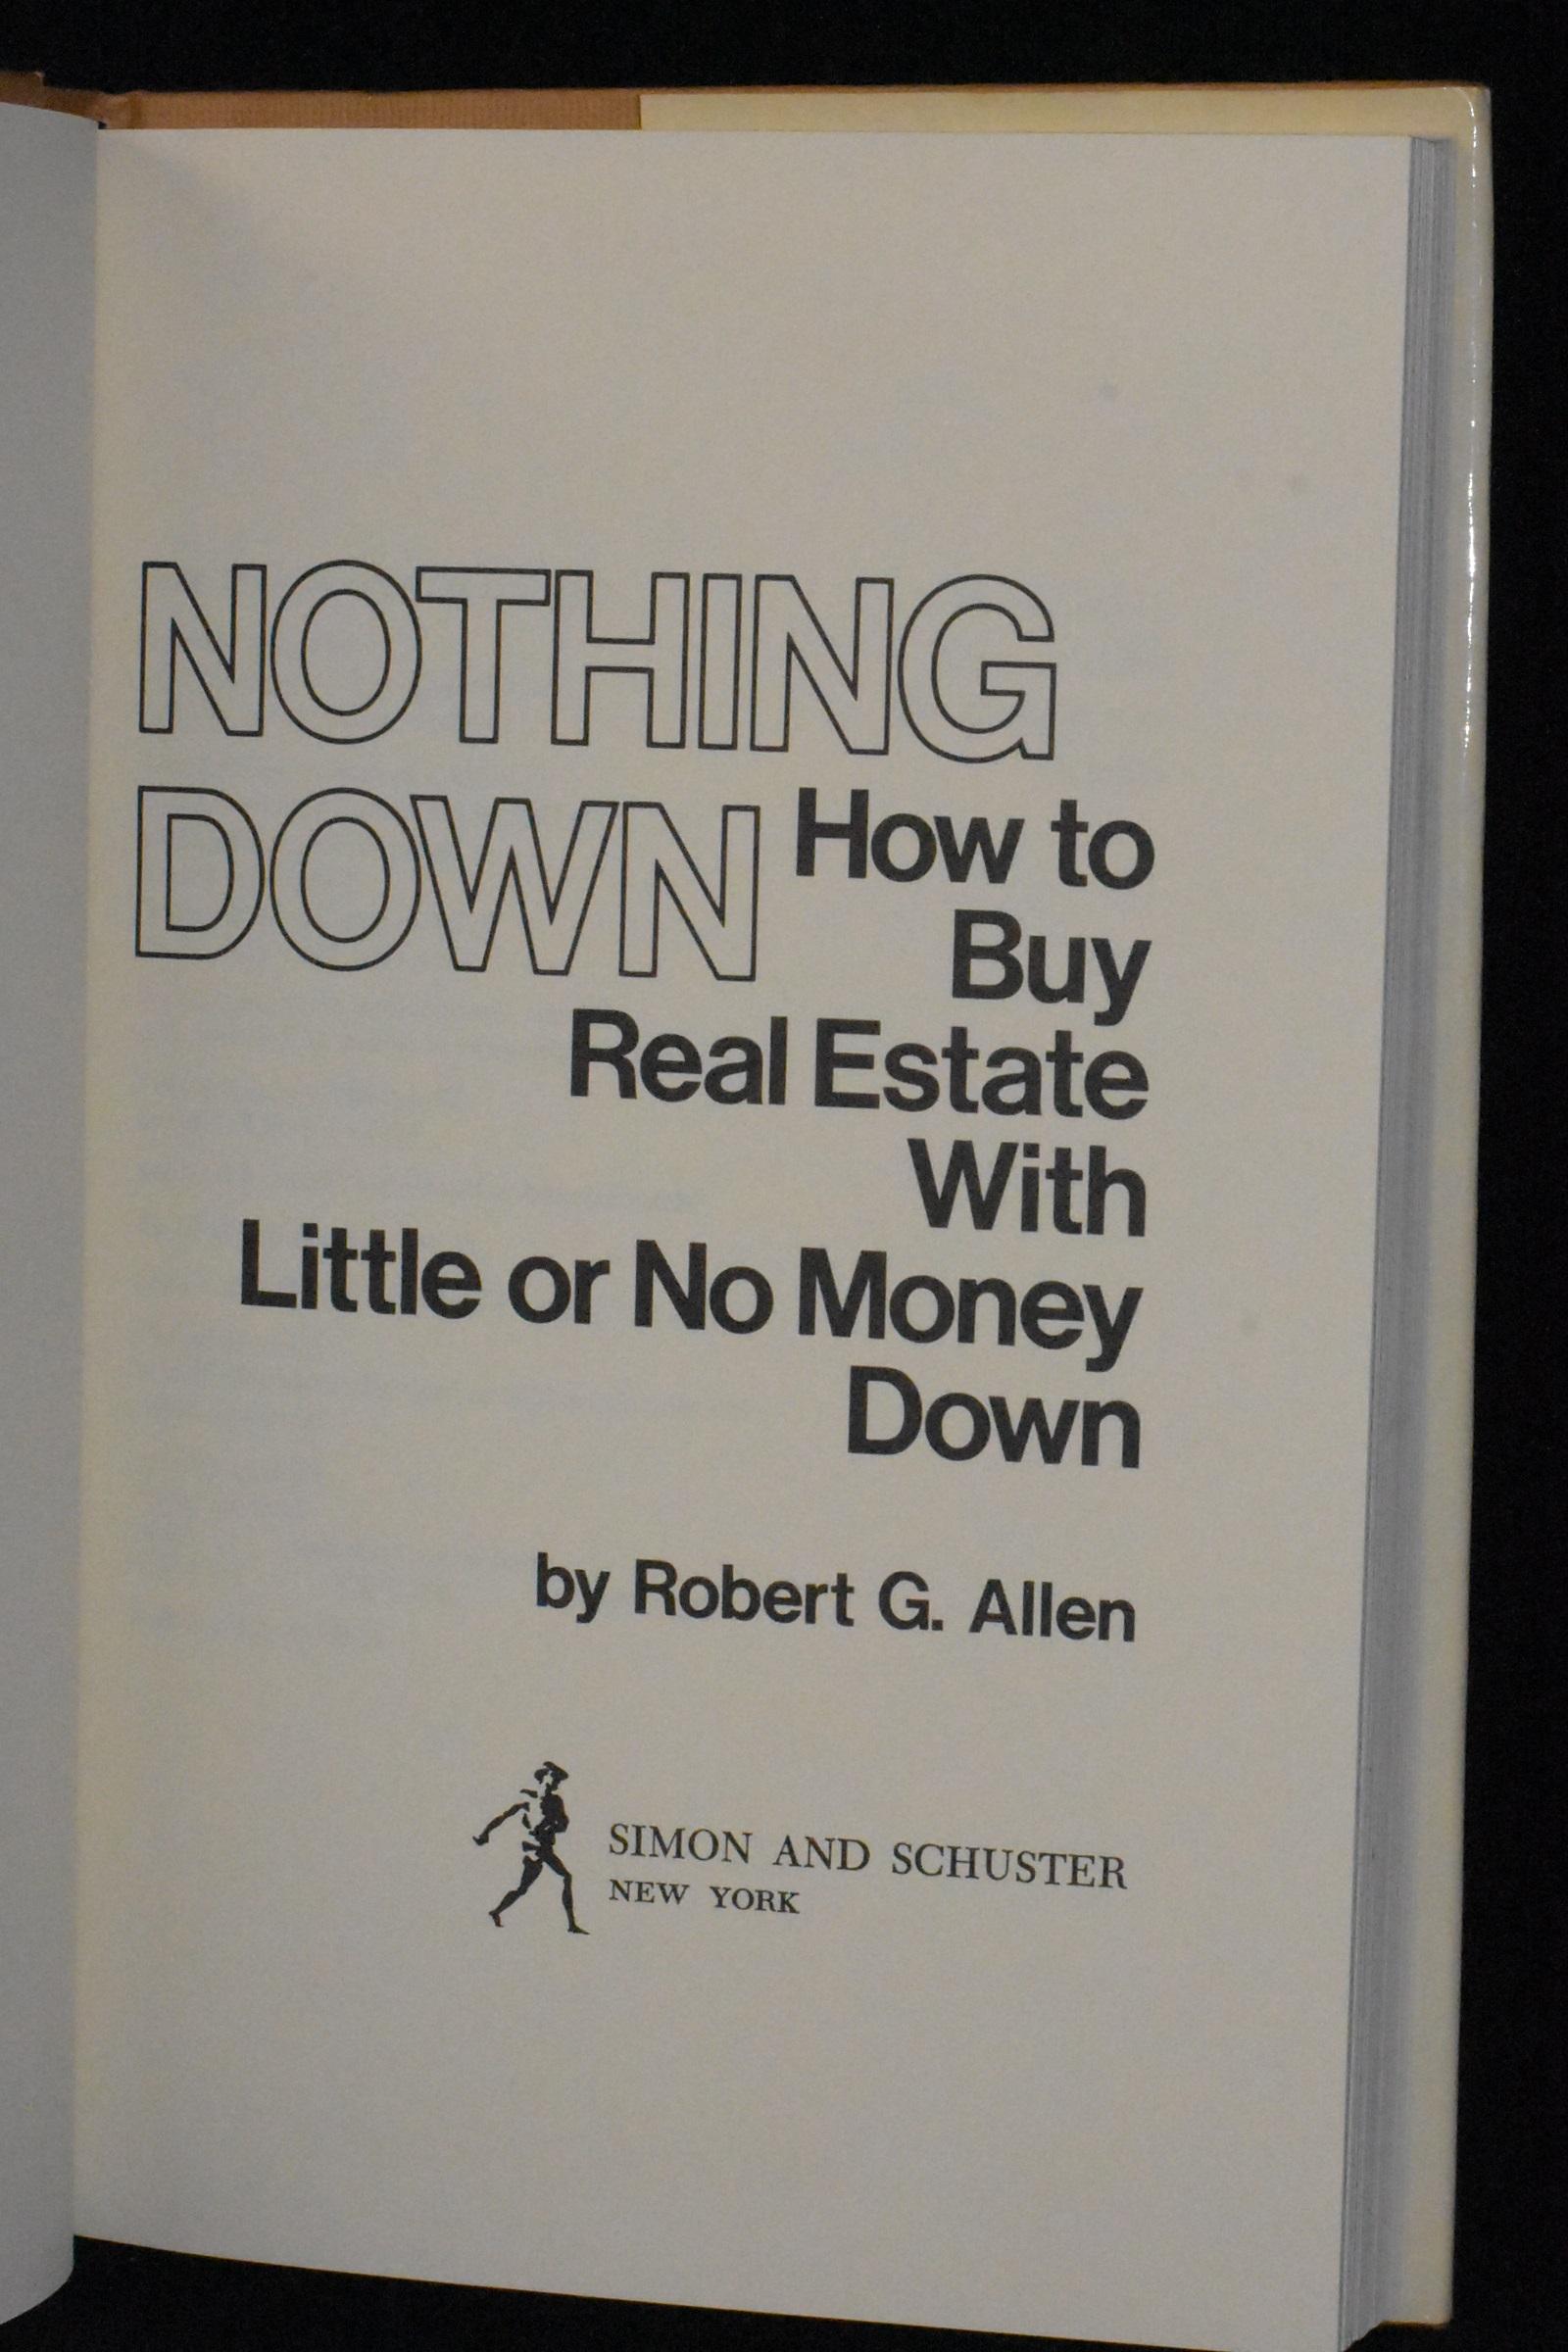 NOTHING
DOWN How to
Buy
Real Estate
With
Little or No Money
Down
by Robert G. Allen
SIMON AND SCHUSTER
NEW YORK